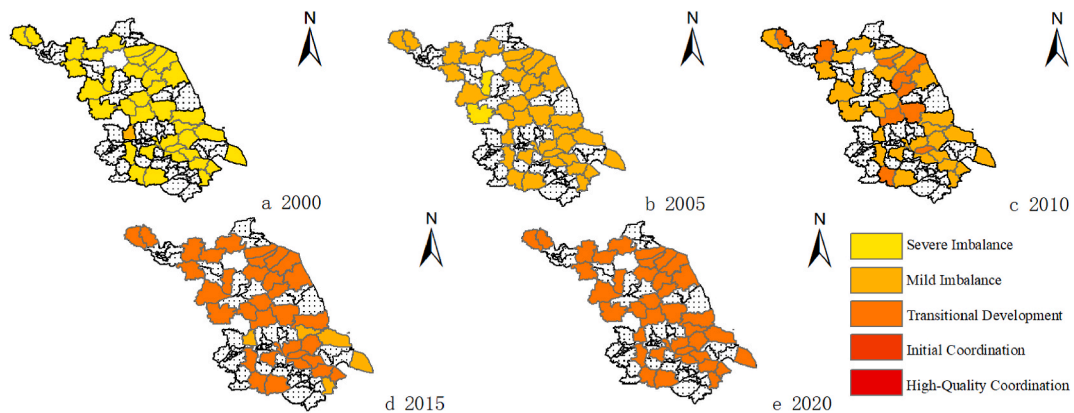 N
N
N
a 2000
b 2005
c 2010
N
N
Severe Imbalance
Mild Imbalance
Transitional Development
Initial Coordination
High-Quality Coordination
d 2015
e 2020